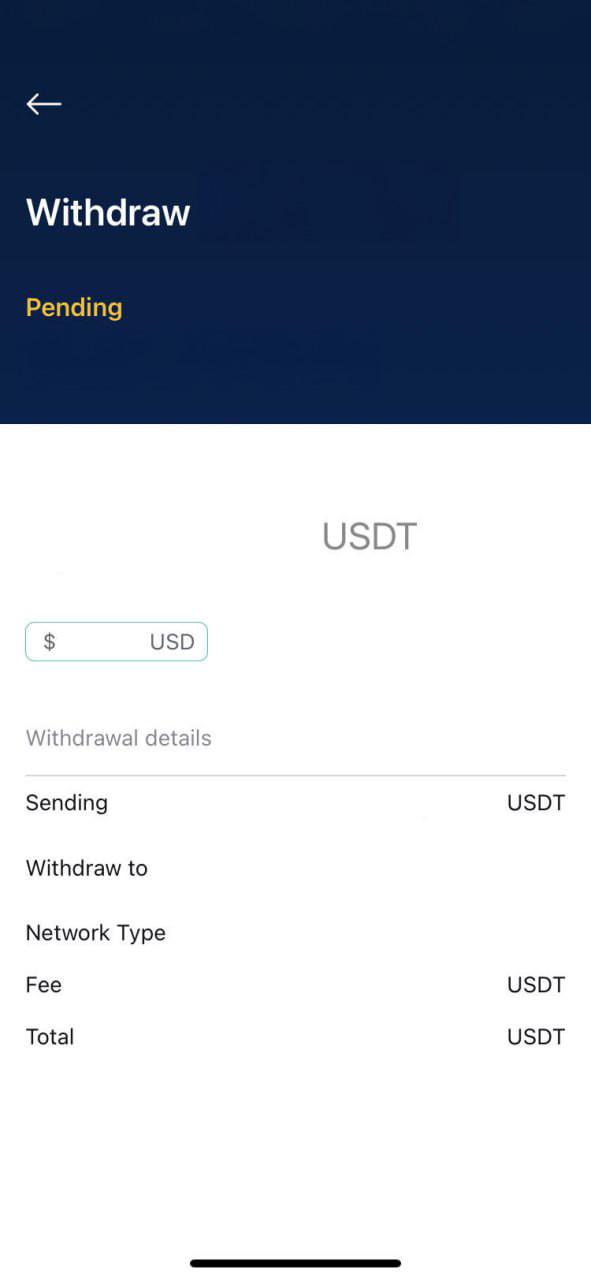 Withdraw
Pending
USDT
$ USD
Withdrawal details
Sending USDT
Withdraw to
Network Type
Fee USDT
Total USDT